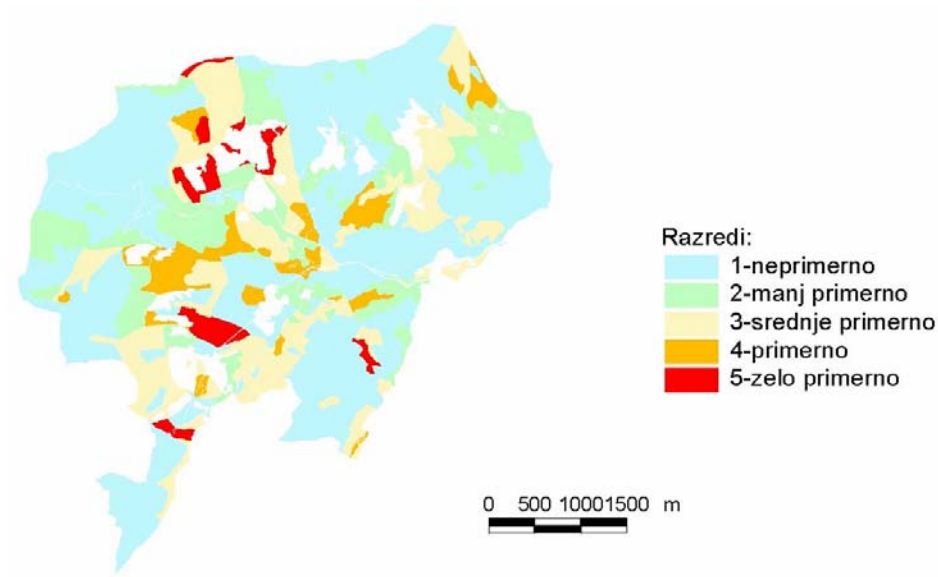 Razredi:
1-neprimerno
2-manj primerno
3-srednje primerno
4-primerno
5-zelo primerno
0 500 10001500 m